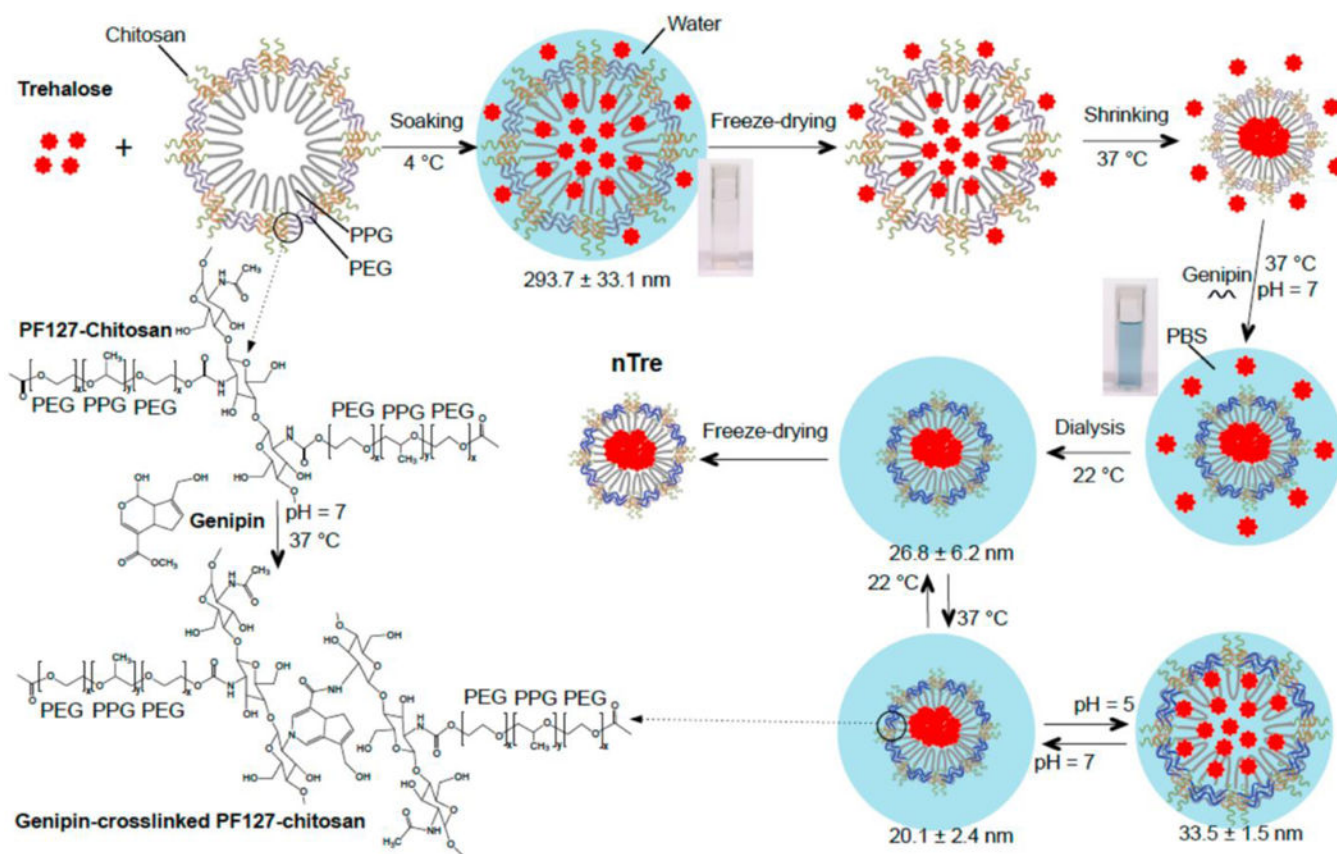 Chitosan
Trehalose
+
Soaking
4 °C
Water
293.7 ± 33.1 nm
Freeze-drying
Shrinking
37 °C
PPG
PEG
Genipin
37 °C
pH = 7
PBS
PF127-Chitosan
PEG PPG PEG
PEG PPG PEG
Genipin
pH = 7
37 °C
nTre
Freeze-drying
Dialysis
22 °C
26.8 ± 6.2 nm
22 °C
37 °C
PEG PPG PEG
PEG PPG PEG
pH = 5
pH = 7
Genipin-crosslinked PF127-chitosan
20.1 ± 2.4 nm
33.5 ± 1.5 nm